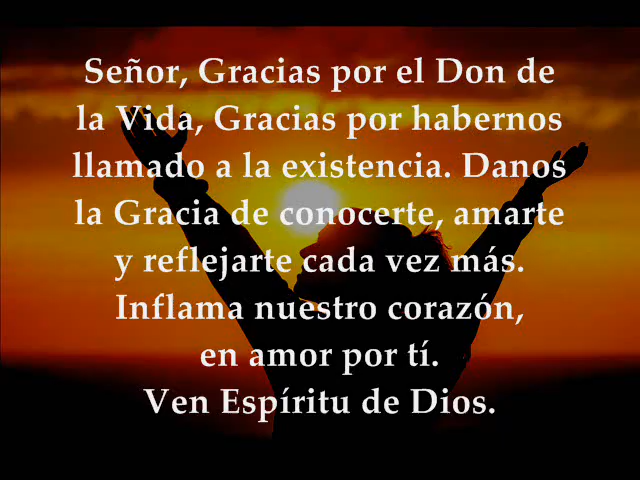 Señor, Gracias por el Don de
la Vida, Gracias por habernos
llamado a la existencia. Danos
la Gracia de conocerte, amarte
y reflejarte cada vez más.
Inflama nuestro corazón,
en amor por tí.
Ven Espíritu de Dios.